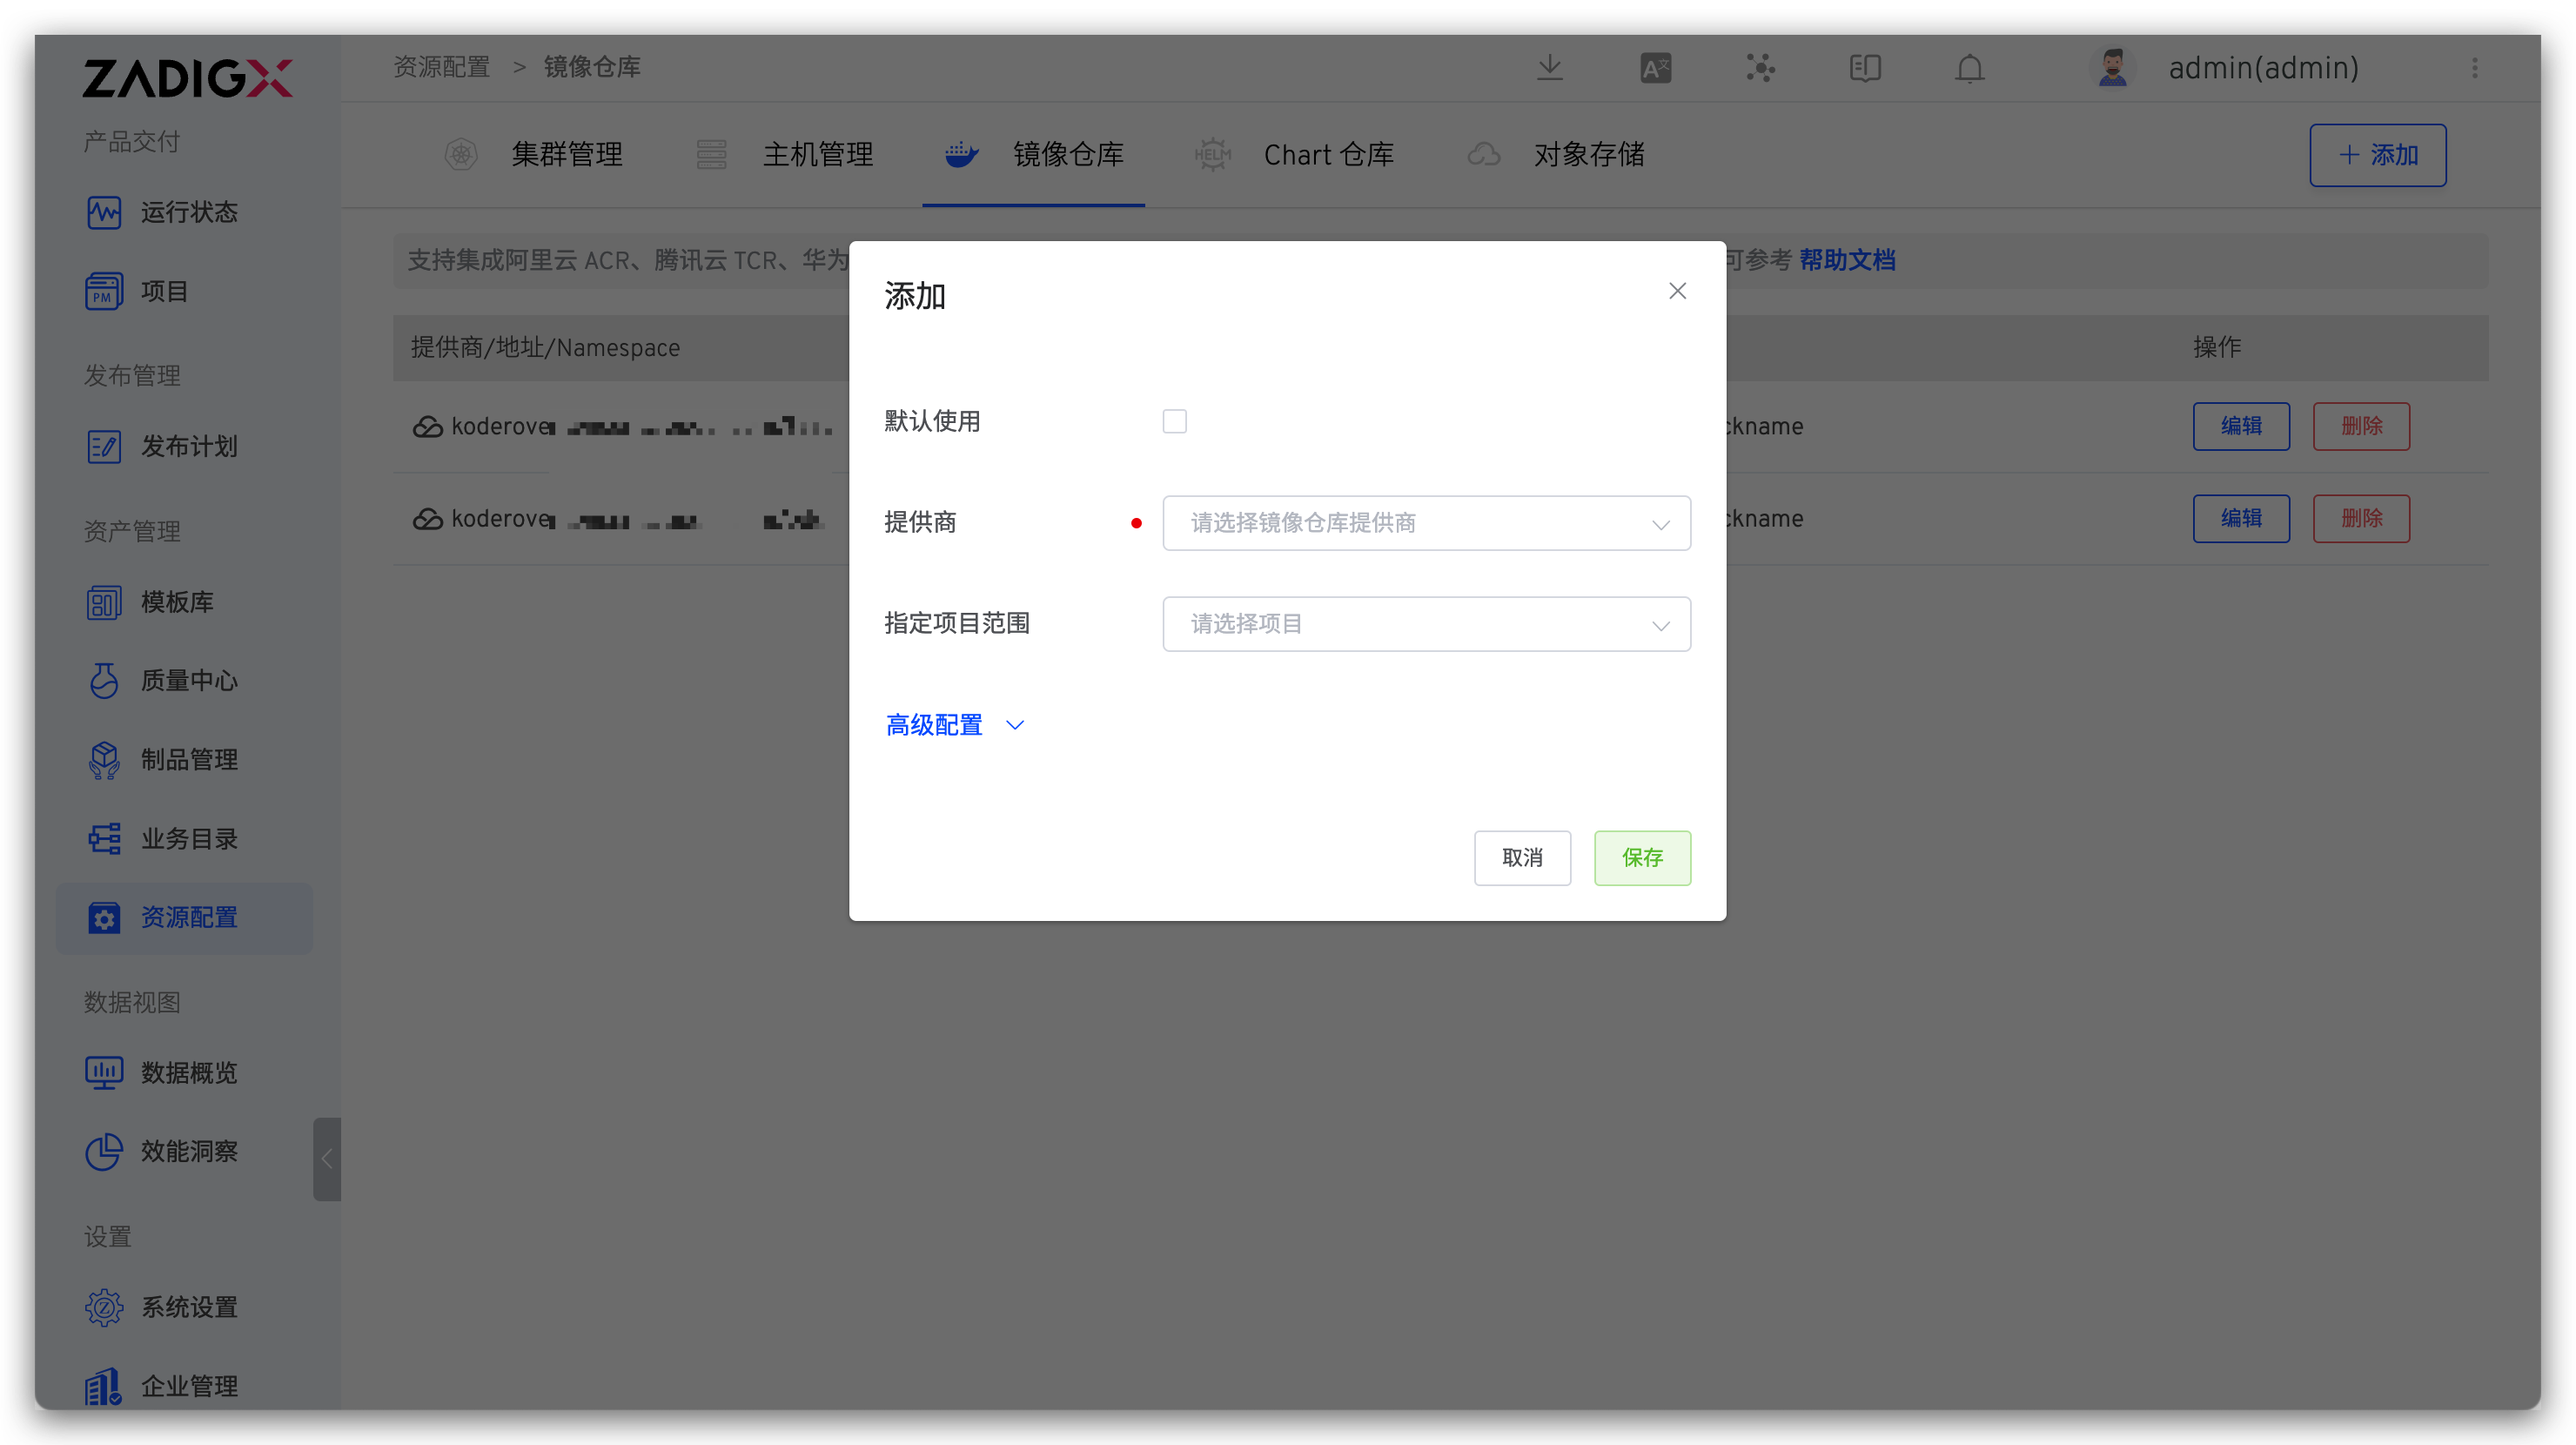 ZADIGX
产品交付
运行状态
PM
项目
发布管理
发布计划
资产管理
模板库
质量中心
制品管理
业务目录
资源配置
数据视图
数据概览
效能洞察
设置
Z
系统设置
企业管理
资源配置 > 镜像仓库
A文
admin(admin)
集群管理
主机管理
镜像仓库
HELM
Chart 仓库
对象存储
+ 添加
支持集成阿里云 ACR、腾讯云 TCR、华为
可参考 帮助文档
提供商/地址/Namespace
操作
koderove
ckname
编辑
删除
koderove
ckname
编辑
删除
添加
默认使用
提供商
请选择镜像仓库提供商
指定项目范围
请选择项目
高级配置
取消
保存